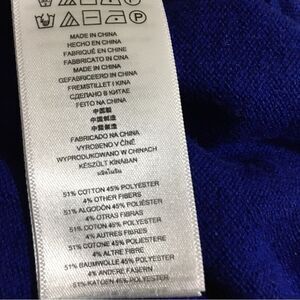 MADE IN CHINA
HECHO EN CHINA
FABRIQUÉ EN CHINE
FABBRICATO IN CINA
MADE IN CHINA
GEFABRICEERD IN CHINA
FREMSTILLET I KINA
СДЕЛАНО В КИТАЕ
FEITO NA CHINA
中国製
中國製造
中国制造
FABRICADO NA CHINA
VYROBENO V ČÍNĚ
WYPRODUKOWANO W CHINACH
KÉSZÜLT KÍNÁBAN
51% COTTON 45% POLYESTER
4% OTHER FIBERS
51% ALGODÓN 45% POLIÉSTER
4% OTRAS FIBRAS
51% COTON 45% POLYESTER
4% AUTRES FIBRES
51% COTONE 45% POLIESTERE
4% ALTRE FIBRE
51% BAUMWOLLE 45% POLYESTER
4% ANDERE FASERN
51% KATOEN 45% POLYESTER